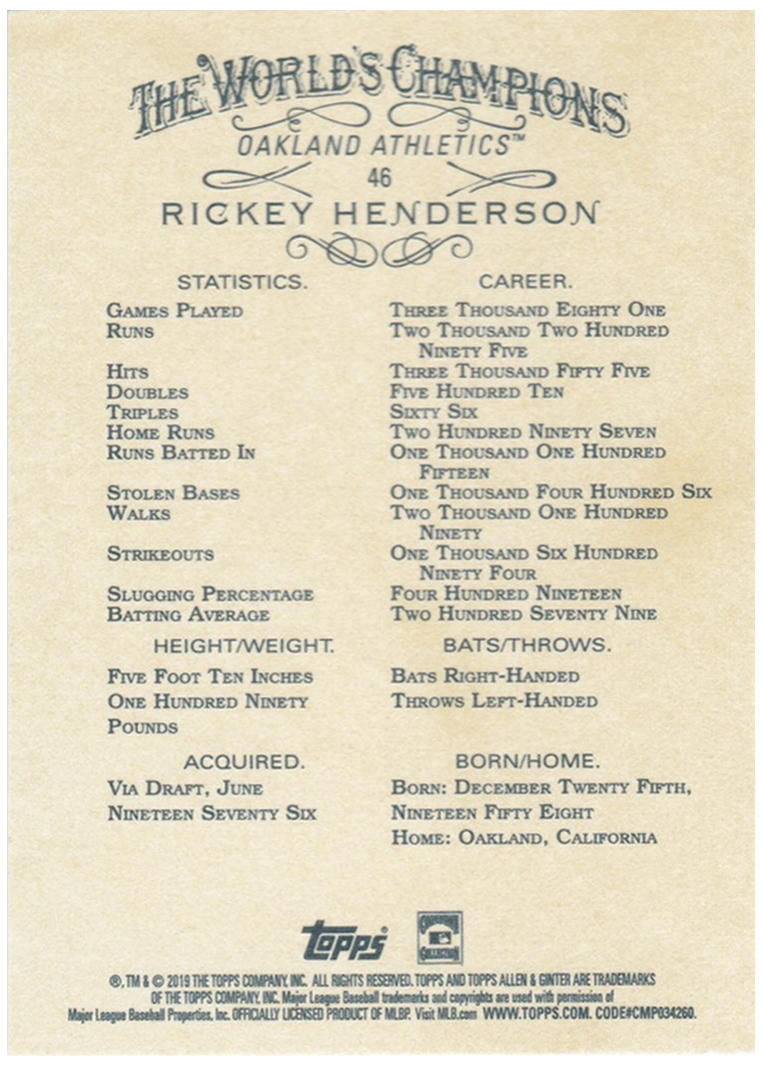 THE WORLD'S CHAMPIONS
OAKLAND ATHLETICS™
46
RICKEY HENDERSON
STATISTICS. CAREER.
GAMES PLAYED THREE THOUSAND EIGHTY ONE
RUNS TWO THOUSAND TWO HUNDRED
NINETY FIVE
HITS THREE THOUSAND FIFTY FIVE
DOUBLES FIVE HUNDRED TEN
TRIPLES SIXTY SIX
HOME RUNS TWO HUNDRED NINETY SEVEN
RUNS BATTED IN ONE THOUSAND ONE HUNDRED
FIFTEEN
STOLEN BASES ONE THOUSAND FOUR HUNDRED SIX
WALKS TWO THOUSAND ONE HUNDRED
NINETY
STRIKEOUTS ONE THOUSAND SIX HUNDRED
NINETY FOUR
SLUGGING PERCENTAGE FOUR HUNDRED NINETEEN
BATTING AVERAGE TWO HUNDRED SEVENTY NINE
HEIGHT/WEIGHT. BATS/THROWS.
FIVE FOOT TEN INCHES BATS RIGHT-HANDED
ONE HUNDRED NINETY THROWS LEFT-HANDED
POUNDS
ACQUIRED. BORN/HOME.
VIA DRAFT, JUNE BORN: DECEMBER TWENTY FIFTH,
NINETEEN SEVENTY SIX NINETEEN FIFTY EIGHT
HOME: OAKLAND, CALIFORNIA
Topps® COOPERSTOWN COLLECTION
®, TM & © 2019 THE TOPPS COMPANY, INC. ALL RIGHTS RESERVED. TOPPS AND TOPPS ALLEN & GINTER ARE TRADEMARKS
OF THE TOPPS COMPANY, INC. Major League Baseball trademarks and copyrights are used with permission of
Major League Baseball Properties, Inc. OFFICIALLY LICENSED PRODUCT OF MLBP. Visit MLB.com WWW.TOPPS.COM. CODE#CMP034260.